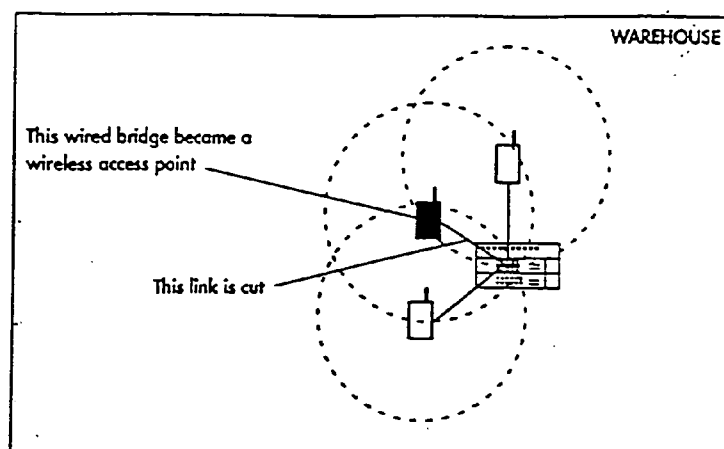 WAREHOUSE
This wired bridge became a
wireless access point
This link is cut